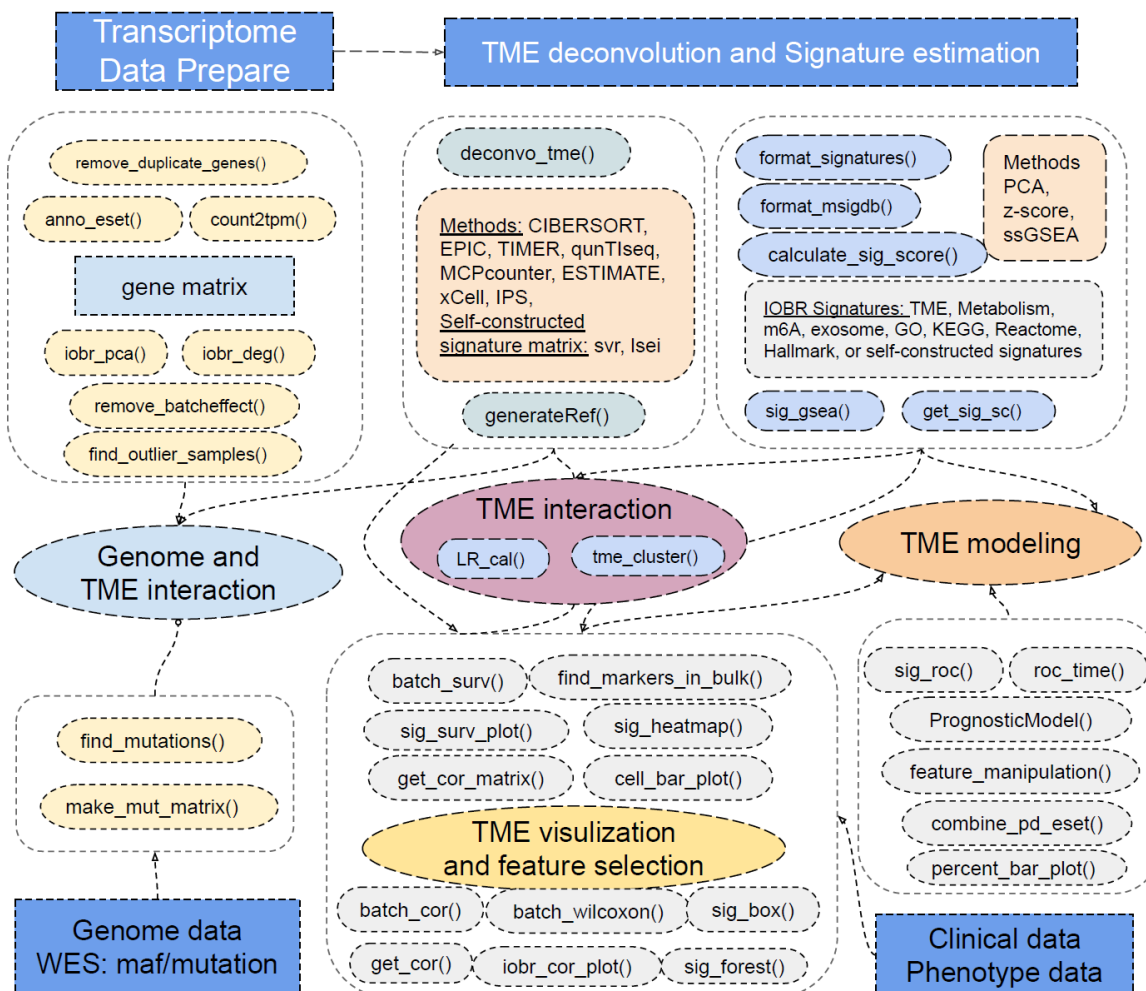 Transcriptome
Data Prepare
TME deconvolution and Signature estimation
remove_duplicate_genes()
anno_eset()
count2tpm()
gene matrix
iobr_pca()
iobr_deg()
remove_batcheffect()
find_outlier_samples()
deconvo_tme()
Methods: CIBERSORT,
EPIC, TIMER, qunTIseq,
MCPcounter, ESTIMATE,
xCell, IPS,
Self-constructed
signature matrix: svr, lsei
generateRef()
format_signatures()
format_msigdb()
calculate_sig_score()
Methods
PCA,
z-score,
ssGSEA
IOBR Signatures: TME, Metabolism,
m6A, exosome, GO, KEGG, Reactome,
Hallmark, or self-constructed signatures
sig_gsea()
get_sig_sc()
Genome and
TME interaction
TME interaction
LR_cal()
tme_cluster()
TME modeling
find_mutations()
make_mut_matrix()
Genome data
WES: maf/mutation
batch_surv()
find_markers_in_bulk()
sig_surv_plot()
sig_heatmap()
get_cor_matrix()
cell_bar_plot()
TME visulization
and feature selection
batch_cor()
batch_wilcoxon()
sig_box()
get_cor()
iobr_cor_plot()
sig_forest()
sig_roc()
roc_time()
PrognosticModel()
feature_manipulation()
combine_pd_eset()
percent_bar_plot()
Clinical data
Phenotype data